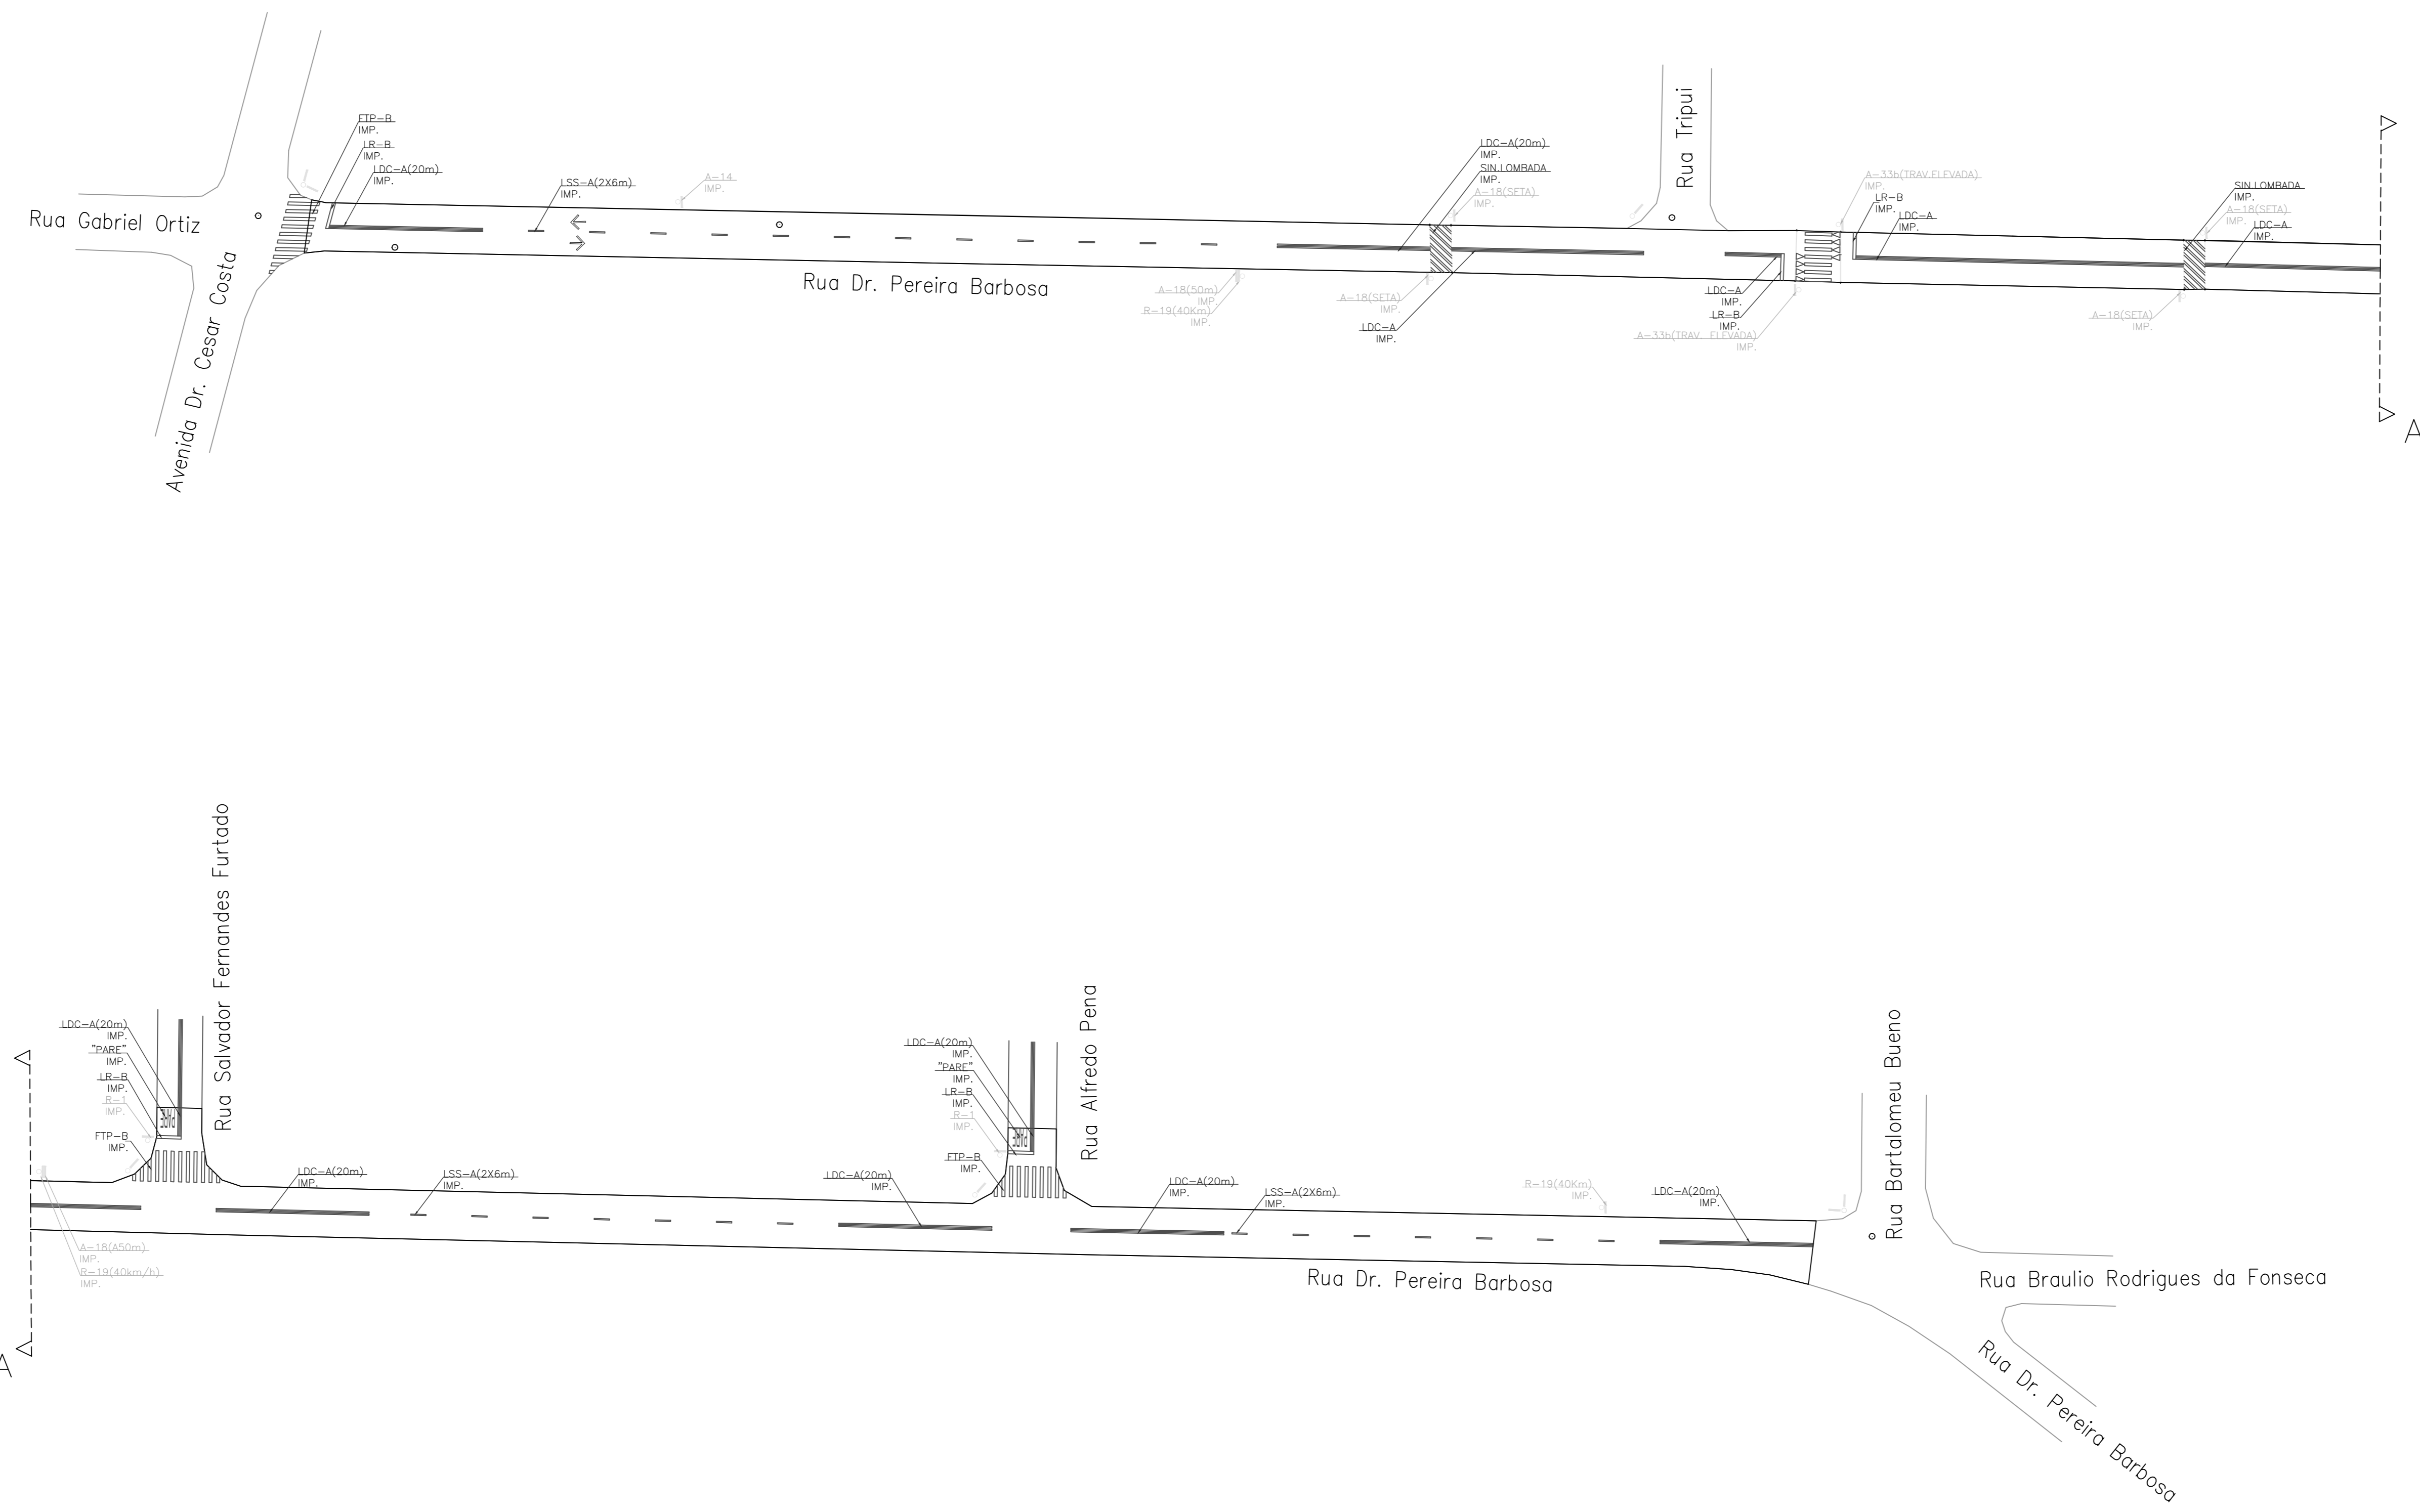 FTP-B
IMP.
LR-B
IMP.
LDC-A(20m)
IMP.
LSS-A(2X6m)
IMP.
A-14
IMP.
LDC-A(20m)
IMP.
SIN.LOMBADA
IMP.
A-18(SETA)
IMP.
Rua Tripui
A-33b(TRAV.ELEVADA)
IMP.
LR-B
IMP.
LDC-A
IMP.
SIN.LOMBADA
IMP.
A-18(SETA)
IMP.
LDC-A
IMP.
Rua Gabriel Ortiz
Avenida Dr. Cesar Costa
Rua Dr. Pereira Barbosa
A-18(50m)
IMP.
R-19(40Km)
IMP.
A-18(SETA)
IMP.
LDC-A
IMP.
LDC-A
IMP.
LR-B
IMP.
A-33b(TRAV. ELEVADA)
IMP.
A-18(SETA)
IMP.
A
Rua Salvador Fernandes Furtado
LDC-A(20m)
IMP.
"PARE"
IMP.
LR-B
IMP.
R-1
IMP.
FTP-B
IMP.
PARE
LDC-A(20m)
IMP.
LSS-A(2X6m)
IMP.
A-18(A50m)
IMP.
R-19(40km/h)
IMP.
A
Rua Alfredo Pena
LDC-A(20m)
IMP.
"PARE"
IMP.
LR-B
IMP.
R-1
IMP.
FTP-B
IMP.
PARE
LDC-A(20m)
IMP.
LDC-A(20m)
IMP.
LSS-A(2X6m)
IMP.
R-19(40Km)
IMP.
LDC-A(20m)
IMP.
Rua Bartalomeu Bueno
Rua Dr. Pereira Barbosa
Rua Braulio Rodrigues da Fonseca
Rua Dr. Pereira Barbosa